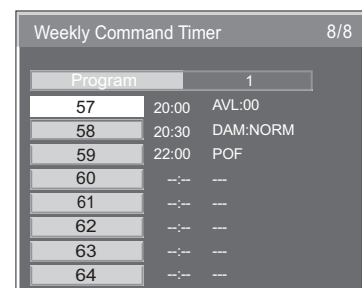 Weekly Command Timer 8/8
Program 1
57 20:00 AVL:00
58 20:30 DAM:NORM
59 22:00 POF
60 --:-- ---
61 --:-- ---
62 --:-- ---
63 --:-- ---
64 --:-- ---